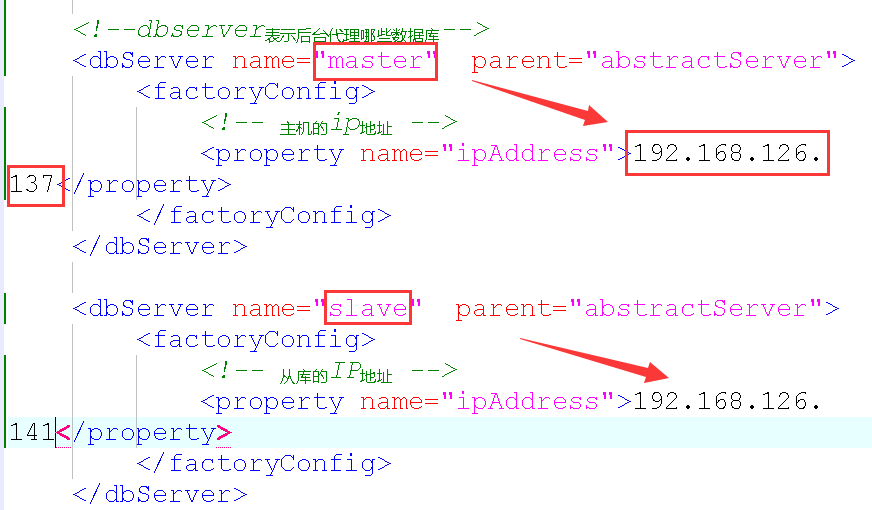 <!--dbserver表示后台代理哪些数据库-->
<dbServer name="master"  parent="abstractServer">
<factoryConfig>
<!-- 主机的ip地址 -->
<property name="ipAddress">192.168.126.
137</property>
</factoryConfig>
</dbServer>
<dbServer name="slave"  parent="abstractServer">
<factoryConfig>
<!-- 从库的IP地址 -->
<property name="ipAddress">192.168.126.
141</property>
</factoryConfig>
</dbServer>